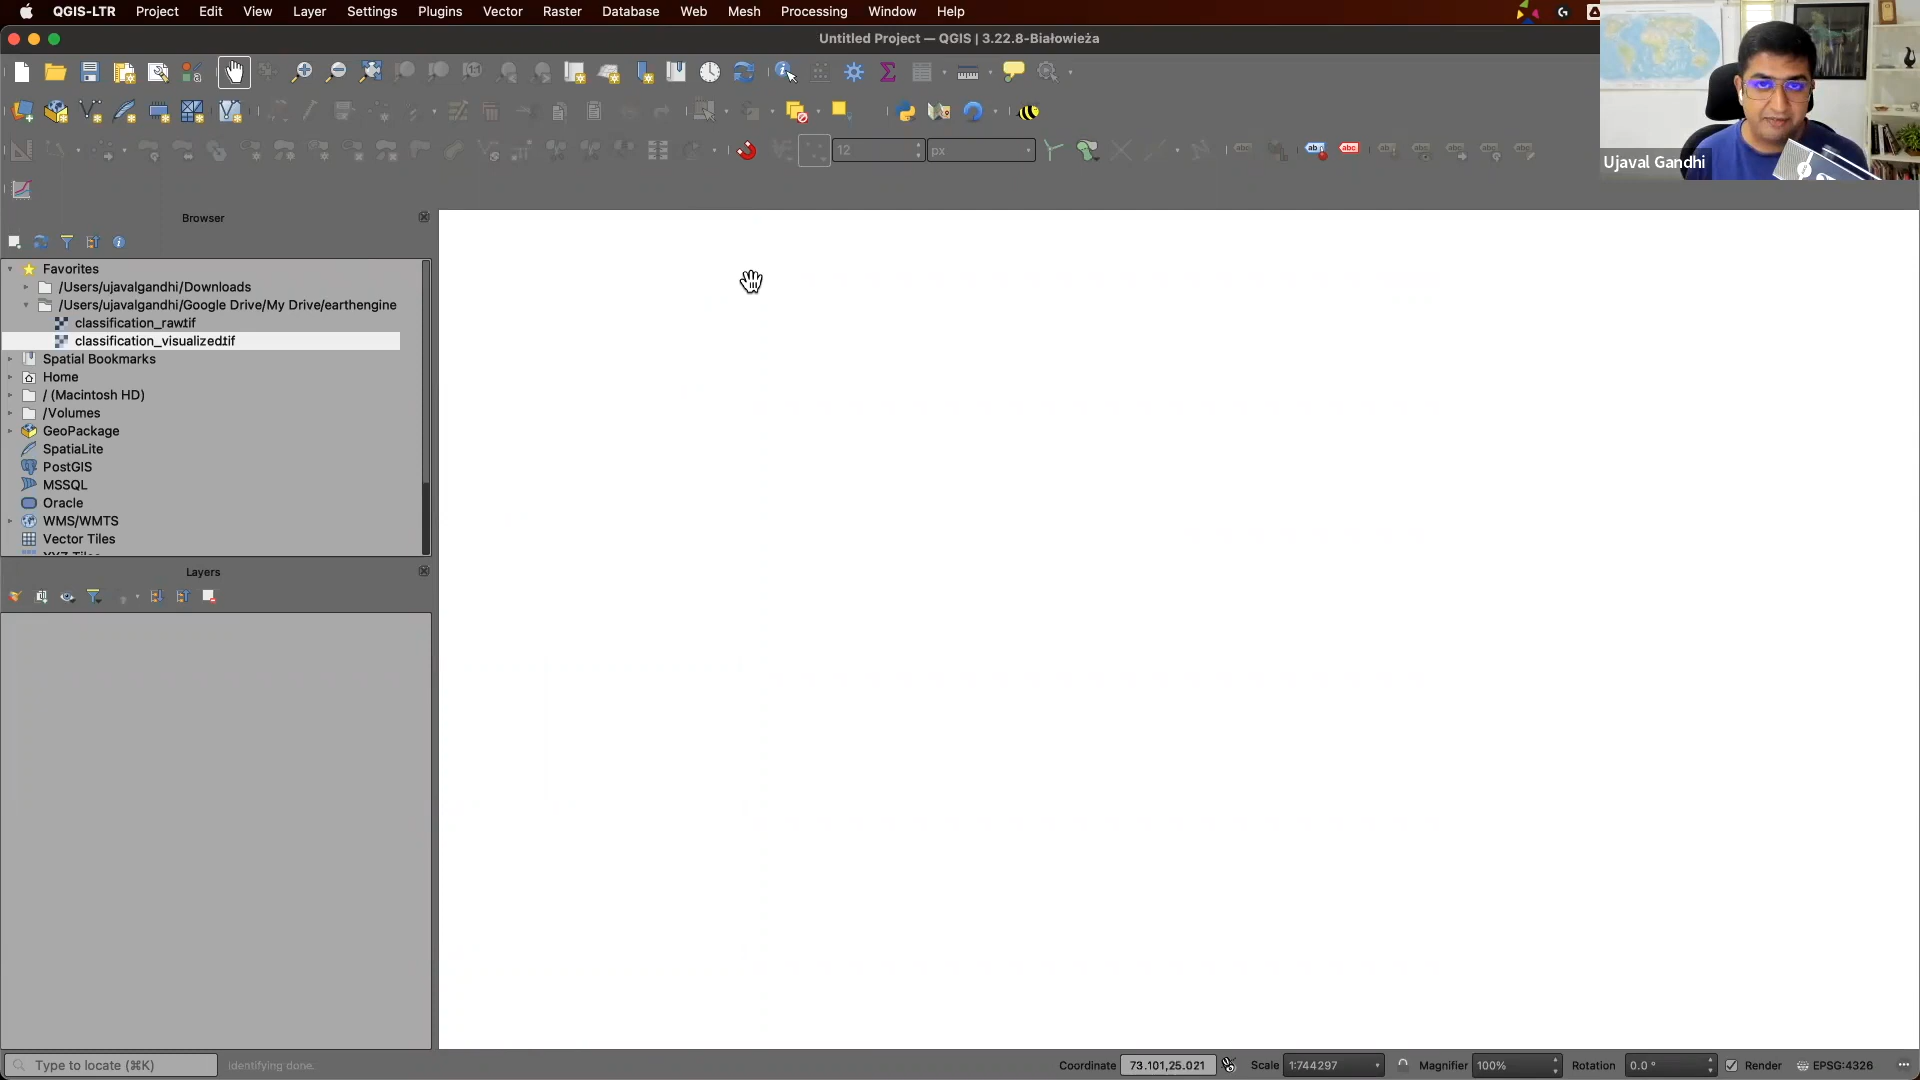 QGIS-LTR Project Edit View Layer Settings Plugins Vector Raster Database Web Mesh Processing Window Help
Untitled Project — QGIS | 3.22.8-Białowieża
12 px
abc abc
Ujaval Gandhi
Browser
Favorites
/Users/ujavalgandhi/Downloads
/Users/ujavalgandhi/Google Drive/My Drive/earthengine
classification_raw.tif
classification_visualized.tif
Spatial Bookmarks
Home
/ (Macintosh HD)
/Volumes
GeoPackage
SpatiaLite
PostGIS
MSSQL
Oracle
WMS/WMTS
Vector Tiles
XYZ Tiles
Layers
Type to locate (⌘K) Identifying done. Coordinate 73.101,25.021 Scale 1:744297 Magnifier 100% Rotation 0.0 ° Render EPSG:4326